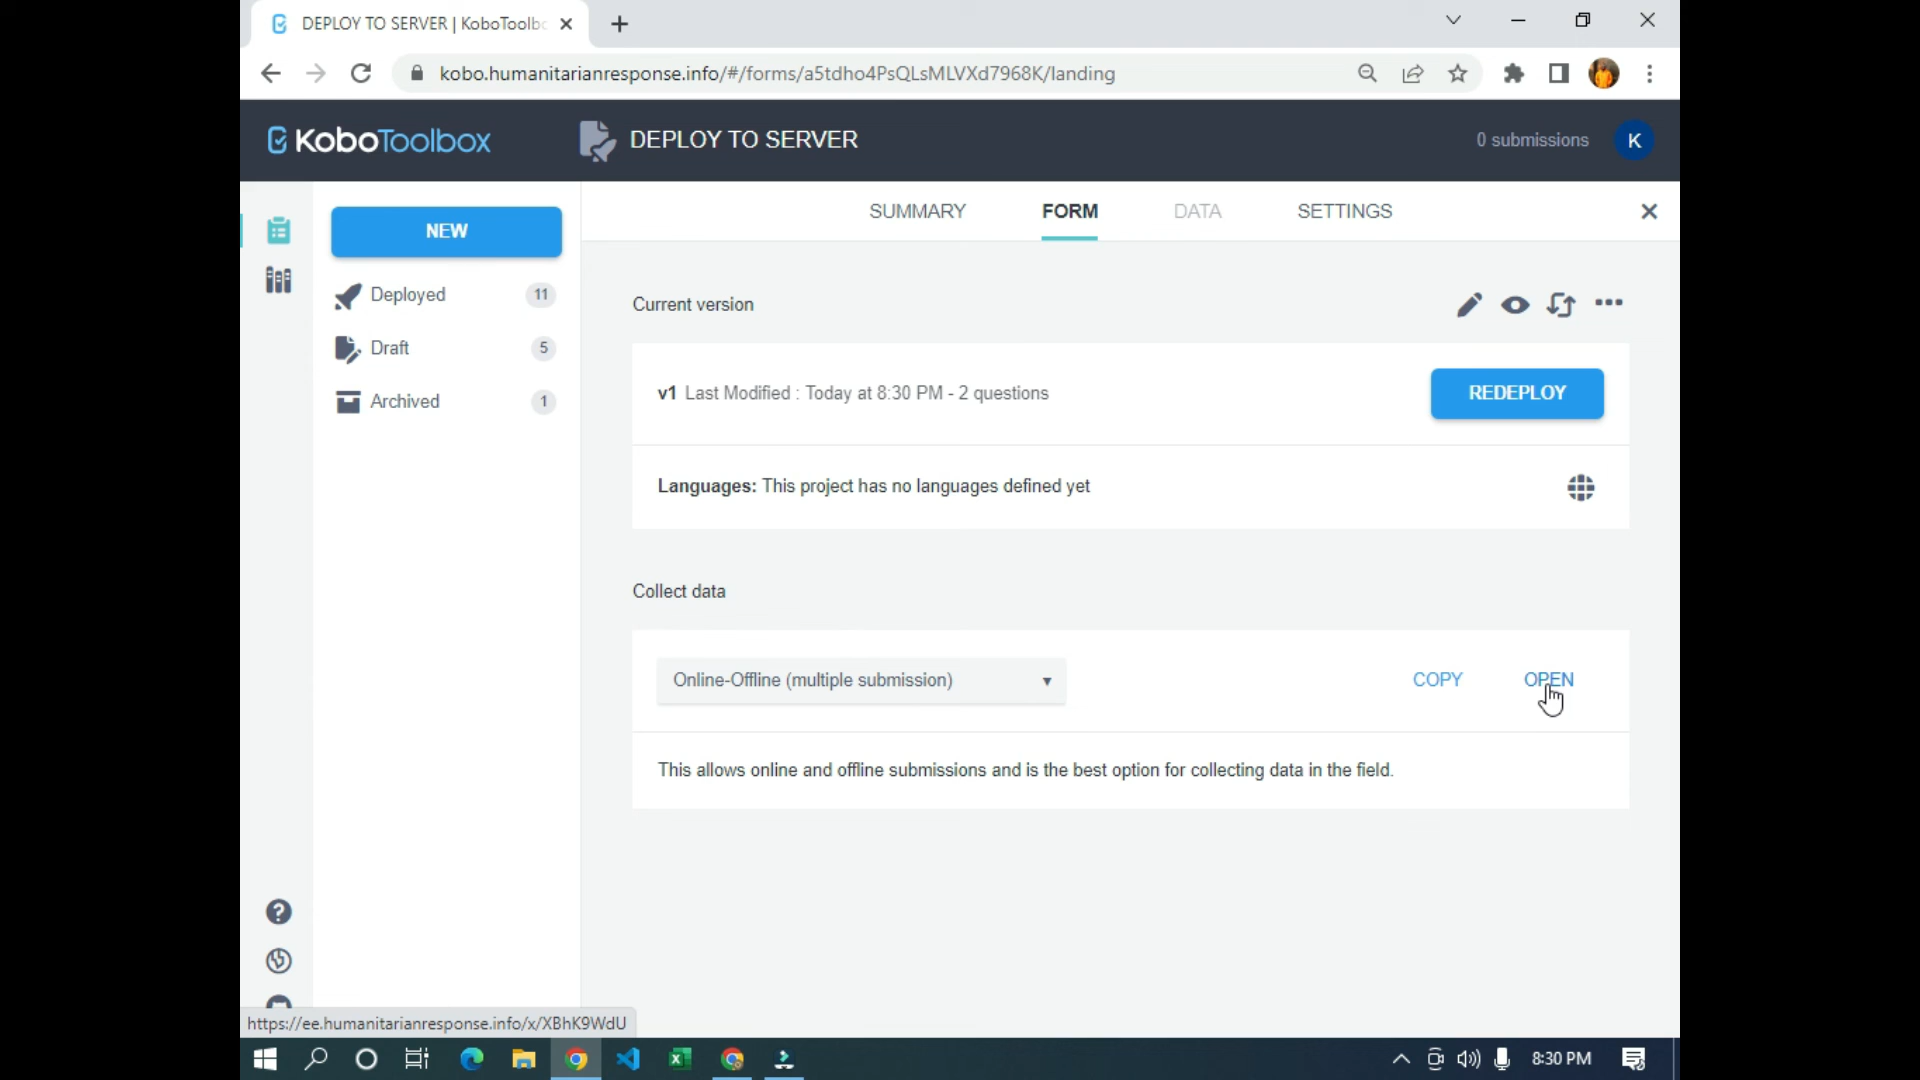 DEPLOY TO SERVER | KoboToolbo
kobo.humanitarianresponse.info/#/forms/a5tdho4PsQLsMLVXd7968K/landing
KoboToolbox
DEPLOY TO SERVER
0 submissions
K
NEW
SUMMARY
FORM
DATA
SETTINGS
Deployed 11
Draft 5
Archived 1
Current version
v1 Last Modified : Today at 8:30 PM - 2 questions
REDEPLOY
Languages: This project has no languages defined yet
Collect data
Online-Offline (multiple submission)
COPY
OPEN
This allows online and offline submissions and is the best option for collecting data in the field.
https://ee.humanitarianresponse.info/x/XBhK9WdU
8:30 PM